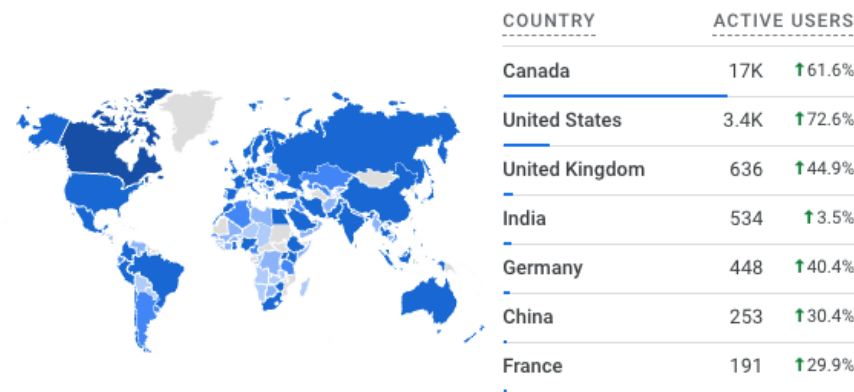 COUNTRY ACTIVE USERS
Canada 17K ↑61.6%
United States 3.4K ↑72.6%
United Kingdom 636 ↑44.9%
India 534 ↑3.5%
Germany 448 ↑40.4%
China 253 ↑30.4%
France 191 ↑29.9%